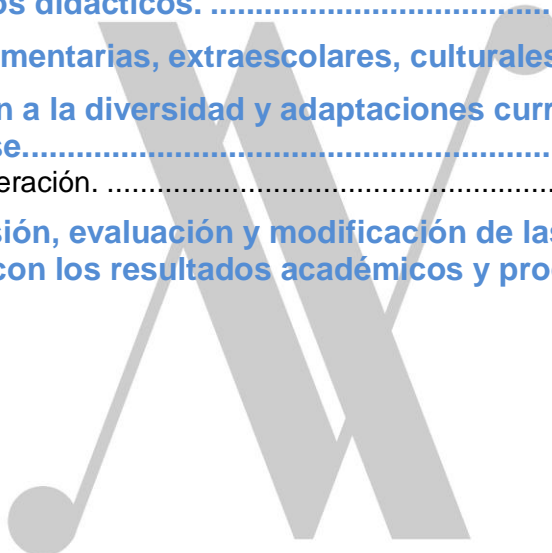 os didácticos. ......................................
mentarias, extraescolares, culturales
n a la diversidad y adaptaciones curr
se...........................................................
eración. ......................................................
sión, evaluación y modificación de las
con los resultados académicos y pro